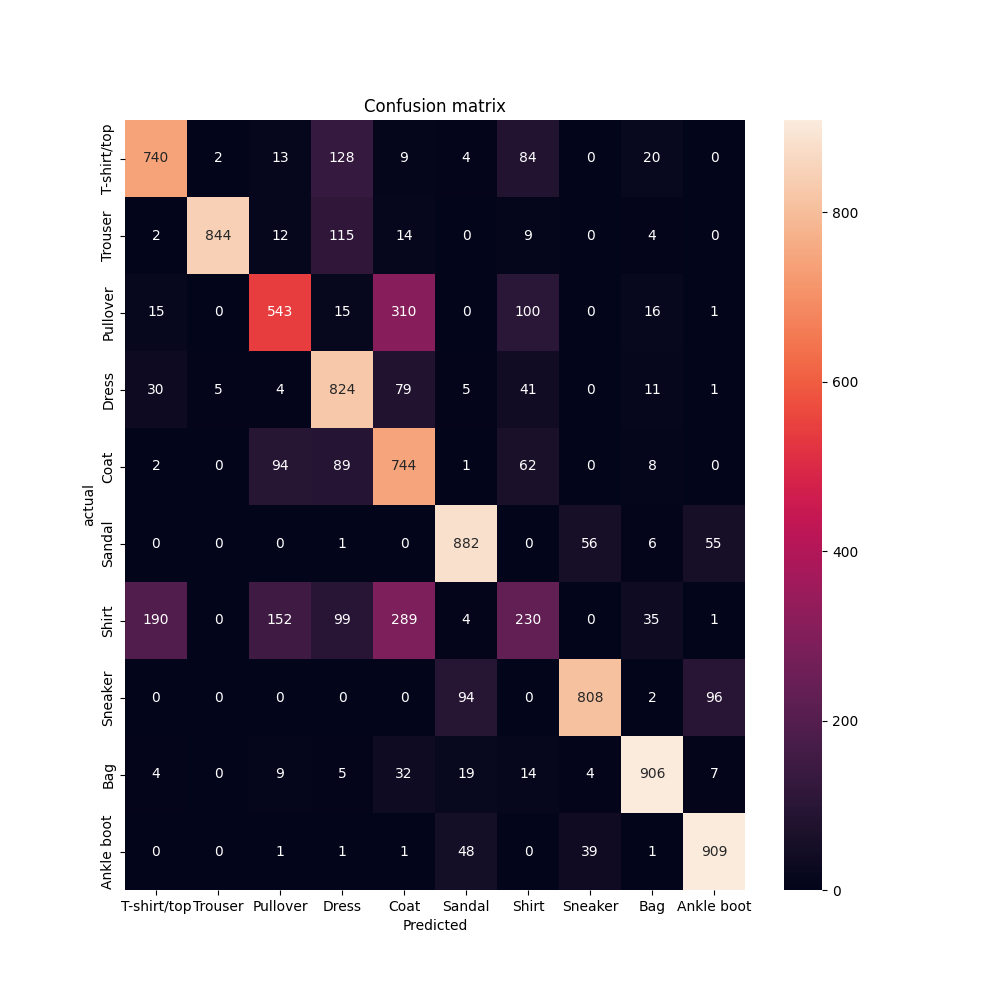 Confusion matrix
T-shirt/top 740 2 13 128 9 4 84 0 20 0
Trouser 2 844 12 115 14 0 9 0 4 0
Pullover 15 0 543 15 310 0 100 0 16 1
Dress 30 5 4 824 79 5 41 0 11 1
Coat 2 0 94 89 744 1 62 0 8 0
actual
Sandal 0 0 0 1 0 882 0 56 6 55
Shirt 190 0 152 99 289 4 230 0 35 1
Sneaker 0 0 0 0 0 94 0 808 2 96
Bag 4 0 9 5 32 19 14 4 906 7
Ankle boot 0 0 1 1 1 48 0 39 1 909
T-shirt/top Trouser Pullover Dress Coat Sandal Shirt Sneaker Bag Ankle boot
Predicted
800
600
400
200
0